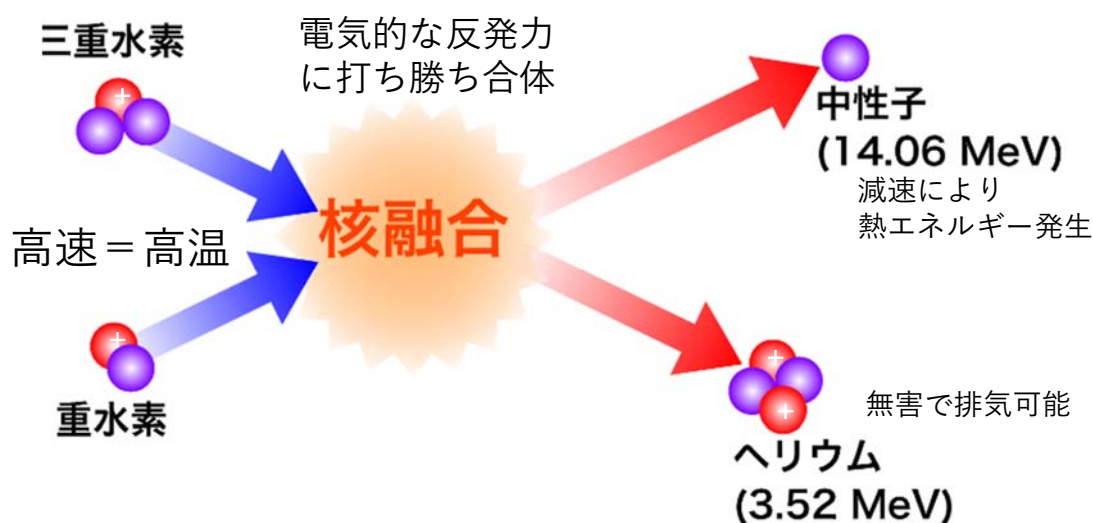 三重水素
+
電気的な反発力
に打ち勝ち合体
中性子
(14.06 MeV)
減速により
熱エネルギー発生
核融合
高速＝高温
+
重水素
+
+
無害で排気可能
ヘリウム
(3.52 MeV)